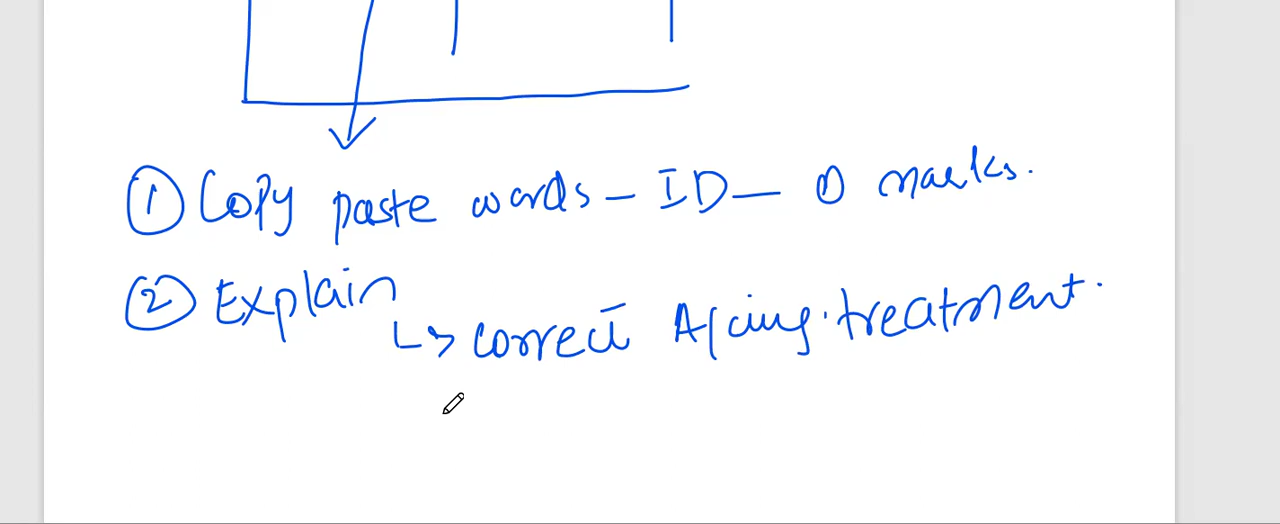 ① Copy paste words - ID - 0 marks.
② Explain
↳ correct A/cing. treatment.